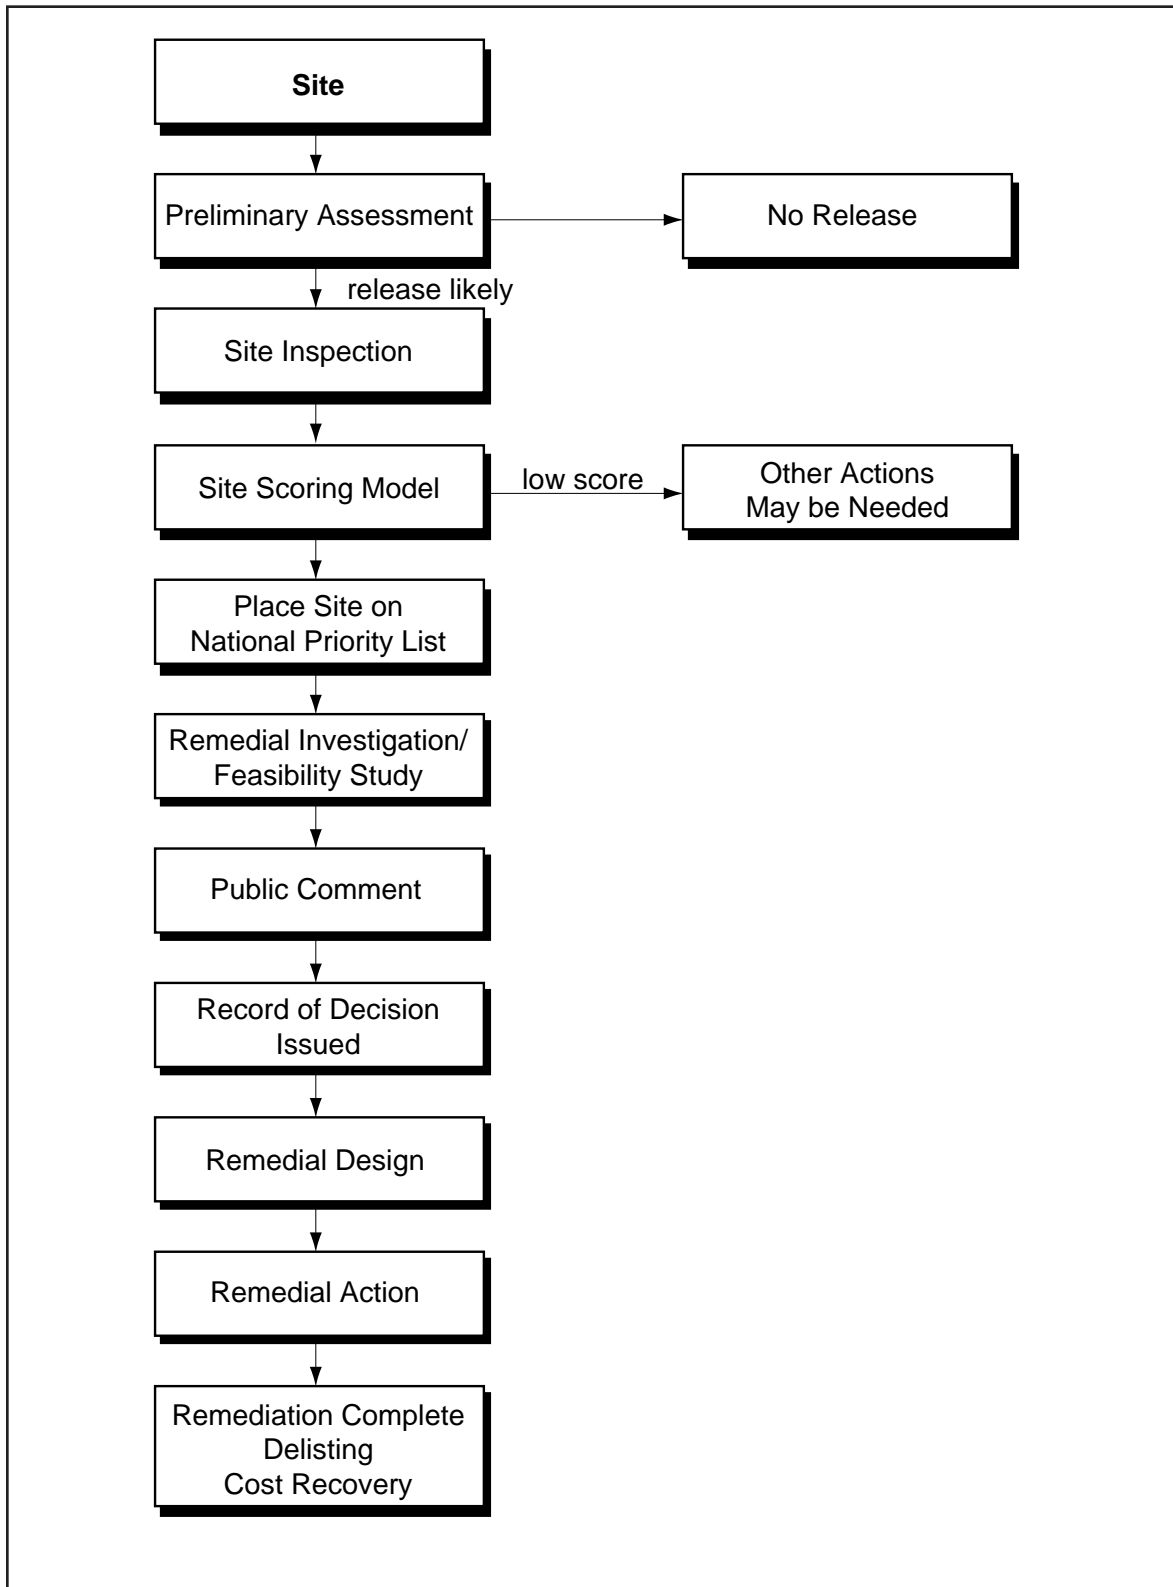 Site
Preliminary Assessment
No Release
release likely
Site Inspection
Site Scoring Model
low score
Other Actions
May be Needed
Place Site on
National Priority List
Remedial Investigation/
Feasibility Study
Public Comment
Record of Decision
Issued
Remedial Design
Remedial Action
Remediation Complete
Delisting
Cost Recovery